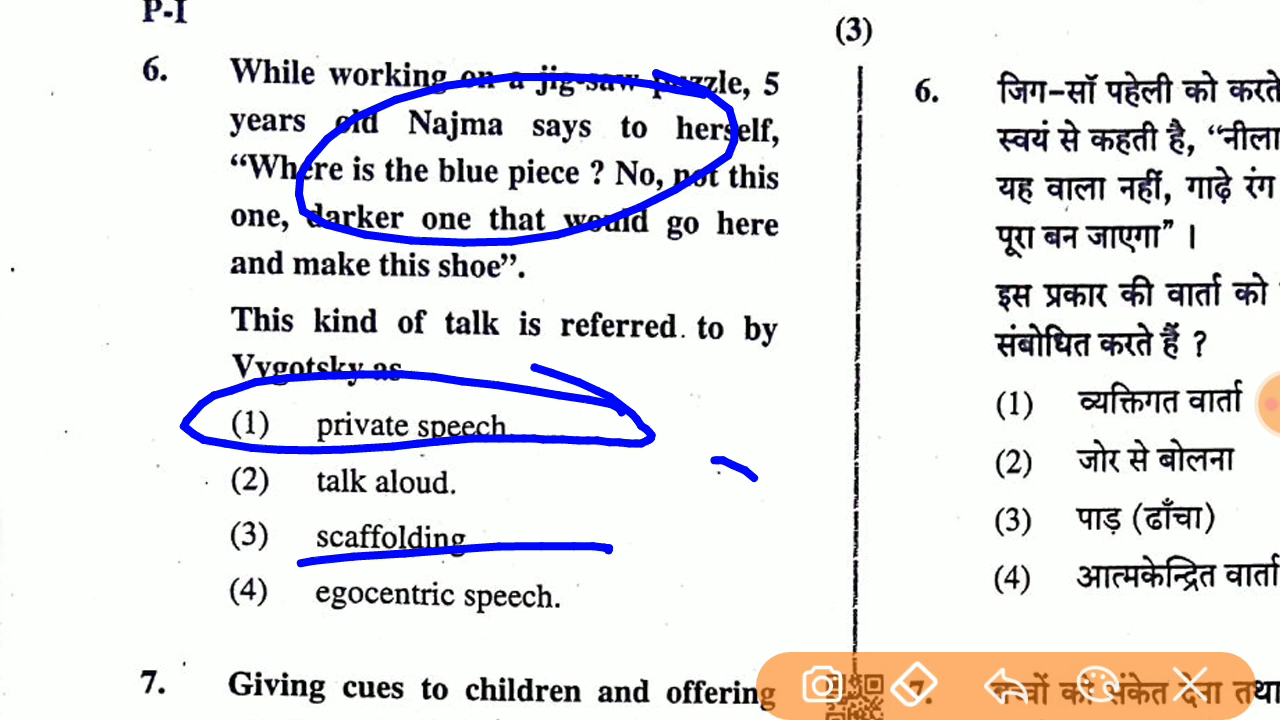 P-I
(3)
6. While working on a jig-saw puzzle, 5
years old Najma says to herself,
“Where is the blue piece ? No, not this
one, darker one that would go here
and make this shoe”.
This kind of talk is referred to by
Vygotsky as
(1) private speech.
(2) talk aloud.
(3) scaffolding
(4) egocentric speech.
7. Giving cues to children and offering
6. जिग-सॉ पहेली को करते
स्वयं से कहती है, “नीला
यह वाला नहीं, गाढ़े रंग
पूरा बन जाएगा” ।
इस प्रकार की वार्ता को
संबोधित करते हैं ?
(1) व्यक्तिगत वार्ता
(2) जोर से बोलना
(3) पाड़ (ढाँचा)
(4) आत्मकेन्द्रित वार्ता
7. बच्चों को संकेत देना तथा